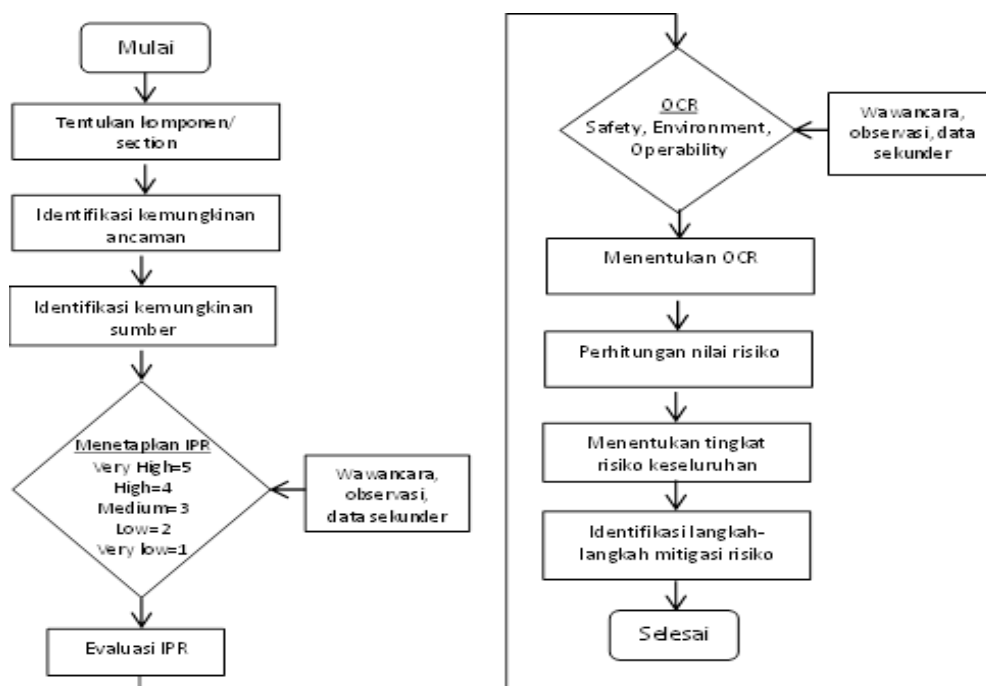 Mulai
Tentukan komponen/
section
Identifikasi kemungkinan
ancaman
Identifikasi kemungkinan
sumber
Menetapkan IPR
Very High=5
High=4
Medium=3
Low=2
Very low=1
Wawancara,
observasi,
data sekunder
Evaluasi IPR
OCR
Safety, Environment,
Operability
Wawancara,
observasi, data
sekunder
Menentukan OCR
Perhitungan nilai risiko
Menentukan tingkat
risiko keseluruhan
Identifikasi langkah-
langkah mitigasi risiko
Selesai